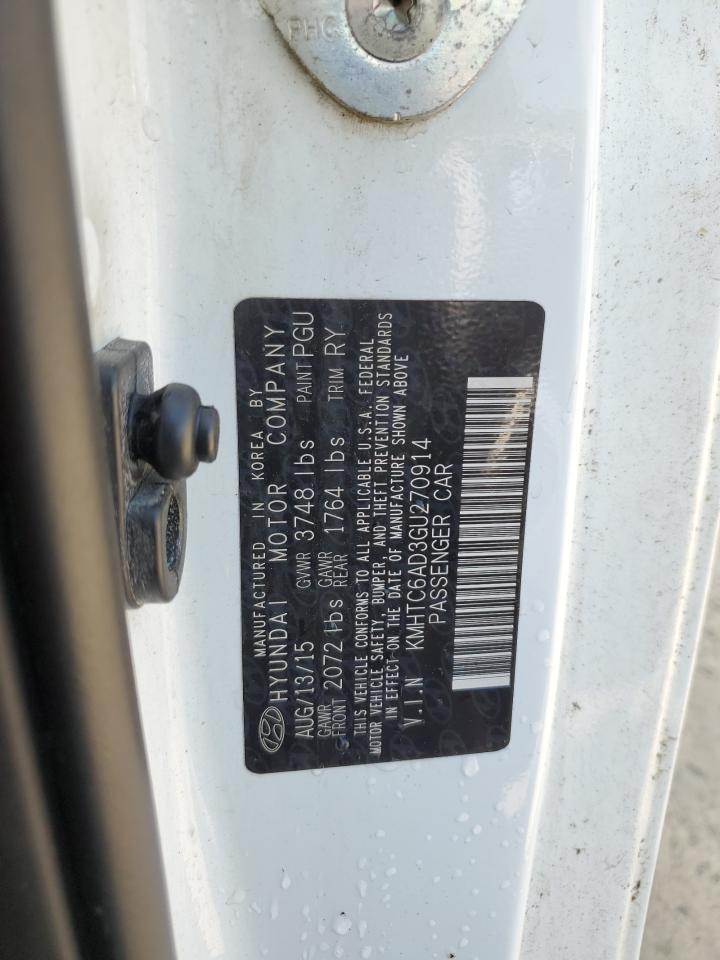 PHC
MANUFACTURED IN KOREA BY
HYUNDAI MOTOR COMPANY
AUG/13/15 GVWR 3748 lbs PAINT PGU
GAWR FRONT 2072 lbs GAWR REAR 1764 lbs TRIM RY
THIS VEHICLE CONFORMS TO ALL APPLICABLE U.S.A. FEDERAL
MOTOR VEHICLE SAFETY, BUMPER, AND THEFT PREVENTION STANDARDS
IN EFFECT ON THE DATE OF MANUFACTURE SHOWN ABOVE
V.I.N KMHTC6AD3GU270914
PASSENGER CAR